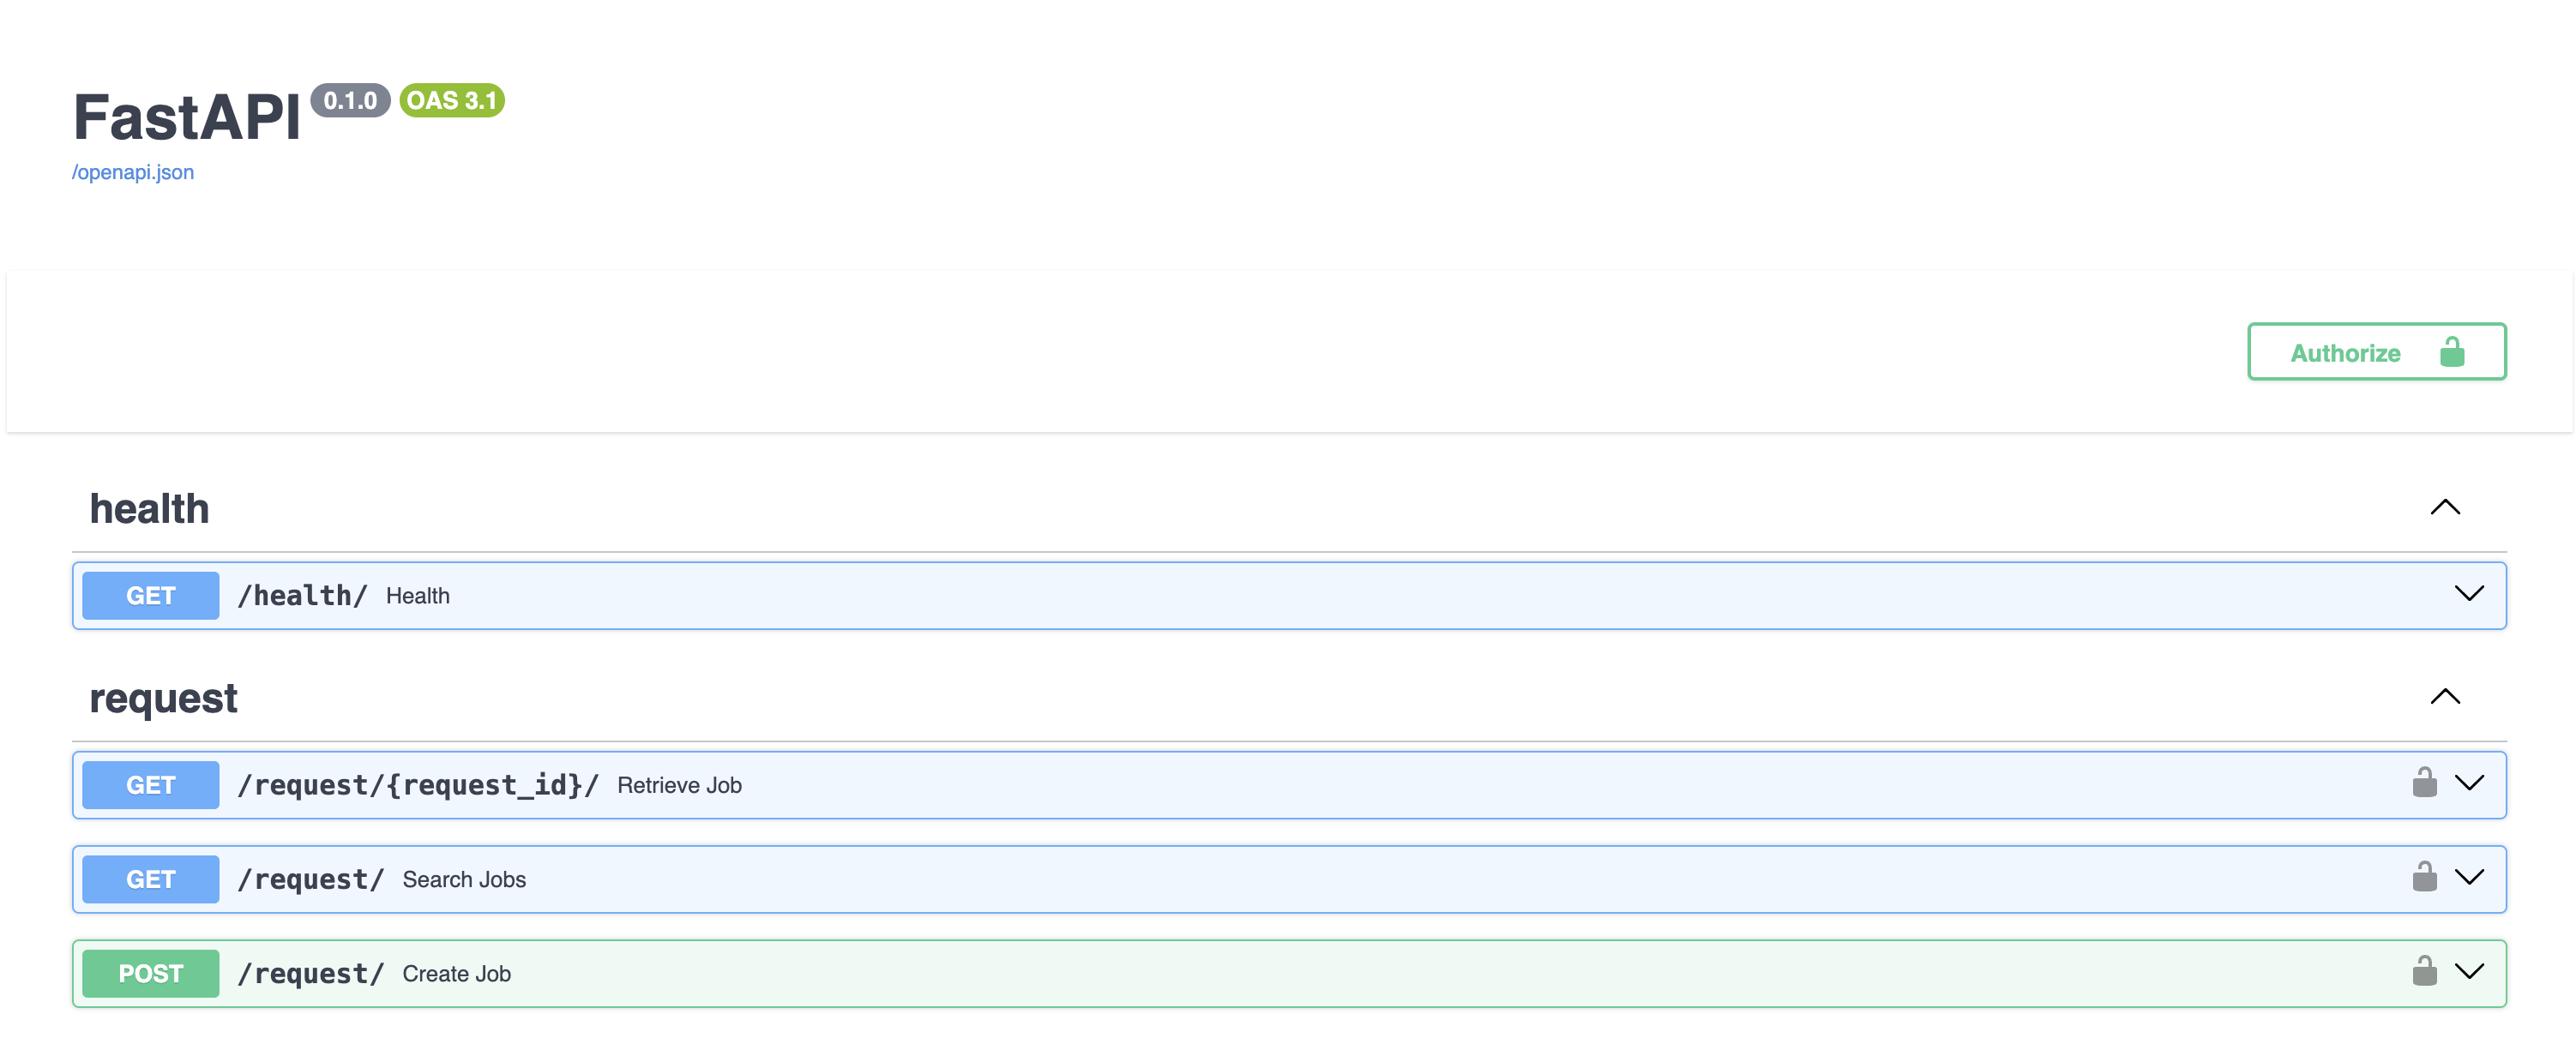 FastAPI 0.1.0 OAS 3.1
/openapi.json
Authorize
health
GET /health/ Health
request
GET /request/{request_id}/ Retrieve Job
GET /request/ Search Jobs
POST /request/ Create Job